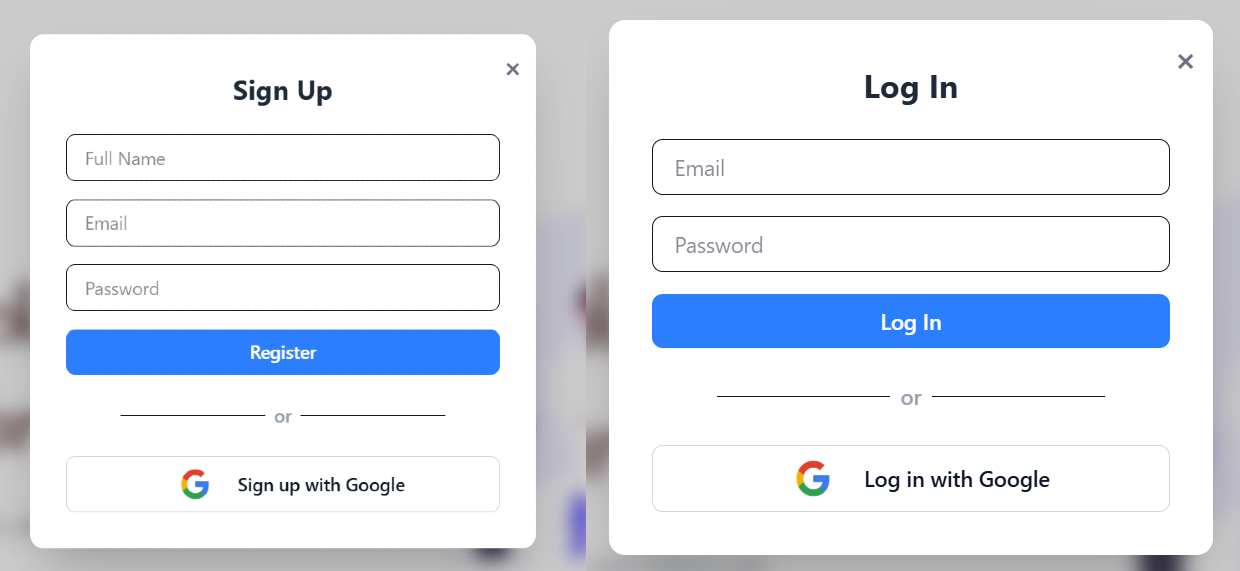 Sign Up
Full Name
Email
Password
Register
or
Sign up with Google
Log In
Email
Password
Log In
or
Log in with Google